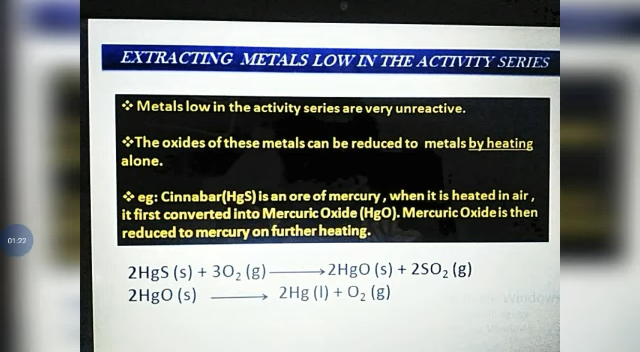 EXTRACTING METALS LOW IN THE ACTIVITY SERIES
❖ Metals low in the activity series are very unreactive.
❖The oxides of these metals can be reduced to metals by heating
alone.
❖ eg: Cinnabar(HgS) is an ore of mercury , when it is heated in air ,
it first converted into Mercuric Oxide (HgO). Mercuric Oxide is then
reduced to mercury on further heating.
2HgS (s) + 3O₂ (g) ⟶ 2HgO (s) + 2SO₂ (g)
2HgO (s) ⟶ 2Hg (l) + O₂ (g)
01:22